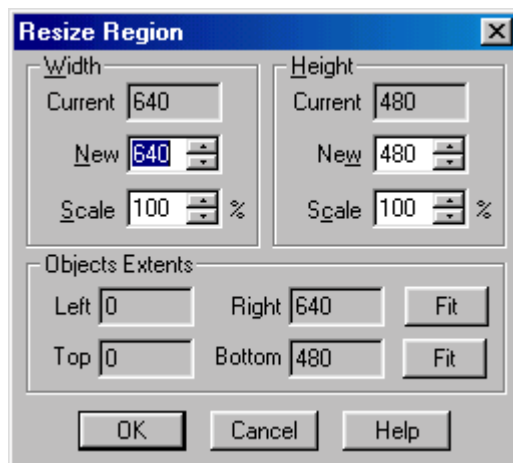 Resize Region
Width Height
Current 640 Current 480
New 640 New 480
Scale 100 % Scale 100 %
Objects Extents
Left 0 Right 640 Fit
Top 0 Bottom 480 Fit
OK Cancel Help